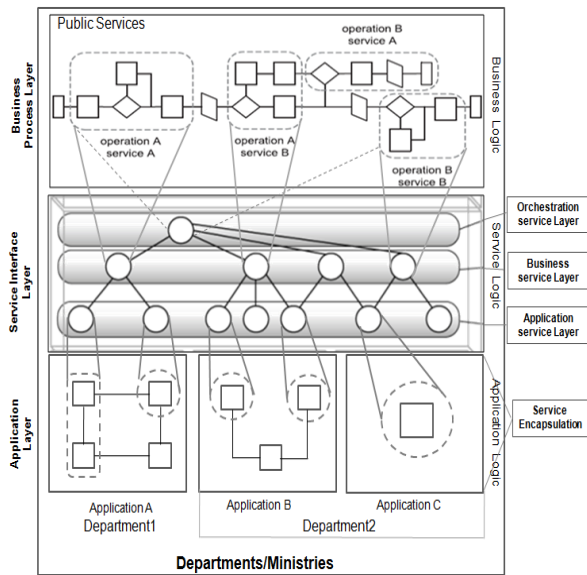 Public Services
operation B
service A
operation A
service A
operation A
service B
operation B
service B
Business
Process Layer
Business Logic
Service Interface
Layer
Service Logic
Orchestration
service Layer
Business
service Layer
Application
service Layer
Application
Layer
Application Logic
Service
Encapsulation
Application A
Application B
Application C
Department1
Department2
Departments/Ministries